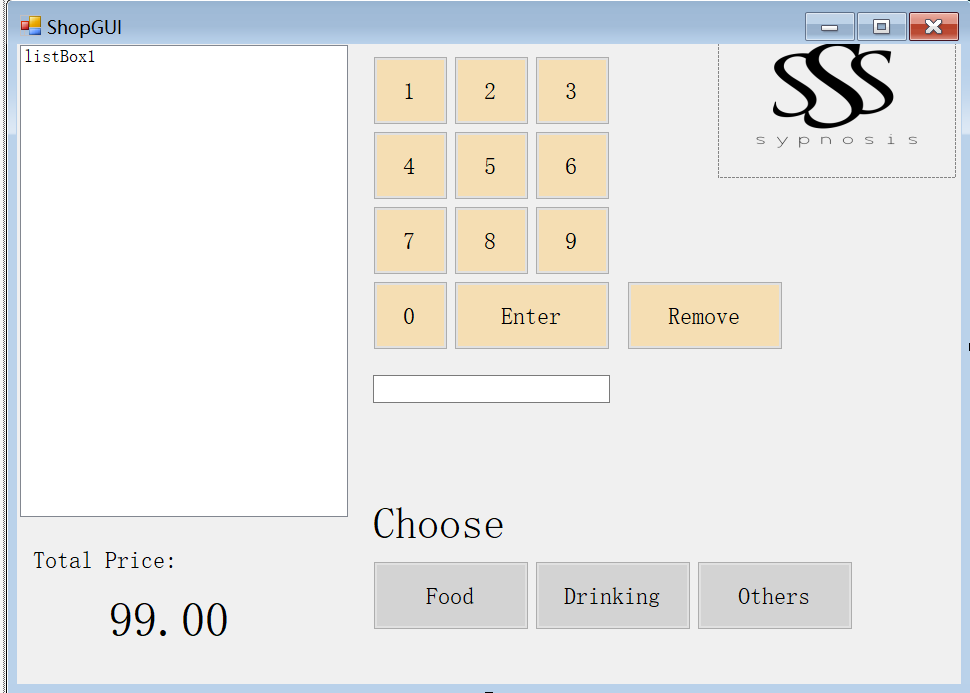 ShopGUI
listBox1
1 2 3
4 5 6
7 8 9
0 Enter Remove
SSS
sypnosis
Choose
Total Price:
99.00
Food Drinking Others